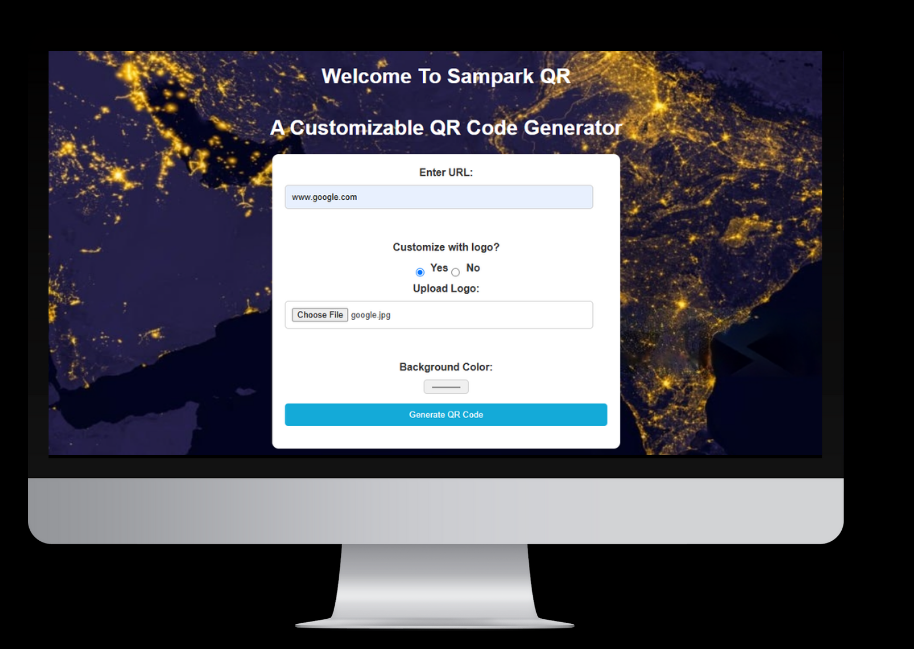 Welcome To Sampark QR
A Customizable QR Code Generator
Enter URL:
www.google.com
Customize with logo?
Yes No
Upload Logo:
Choose File google.jpg
Background Color:
Generate QR Code